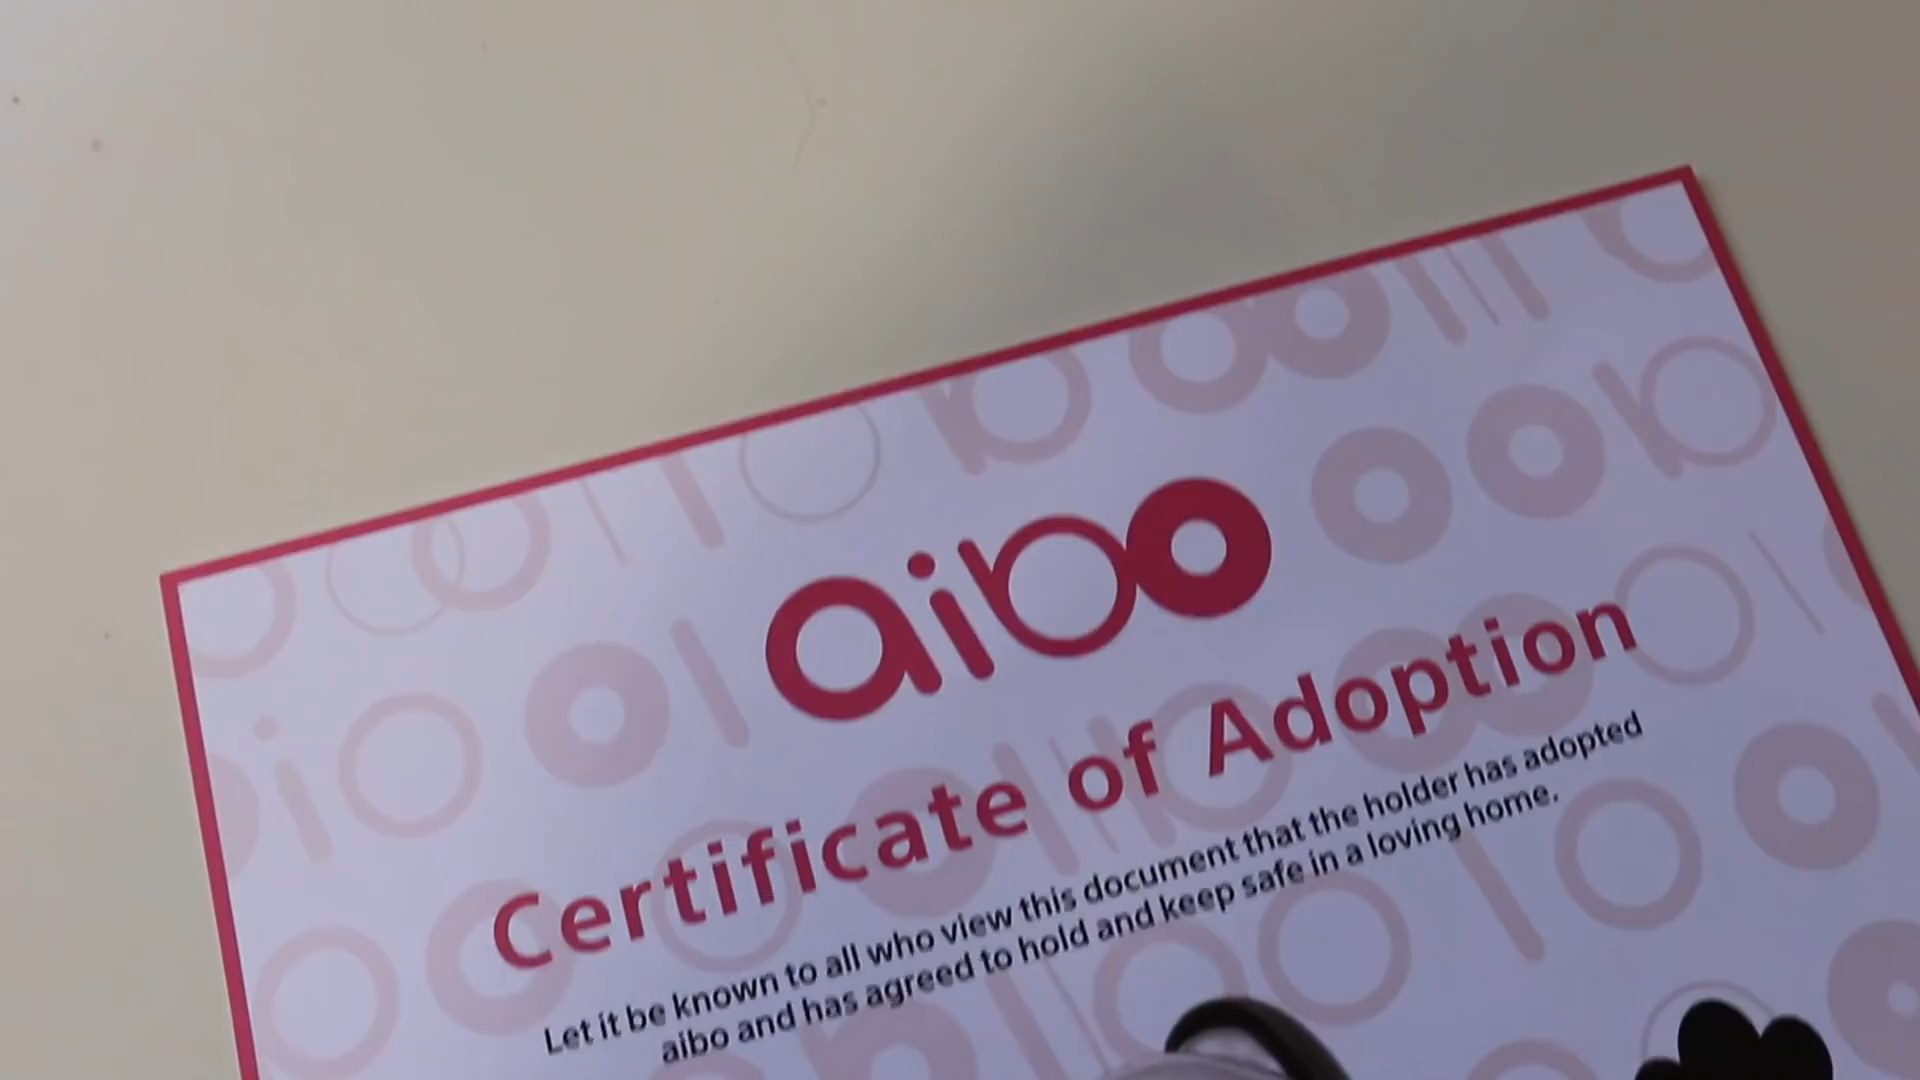 aibo
Certificate of Adoption
Let it be known to all who view this document that the holder has adopted
aibo and has agreed to hold and keep safe in a loving home.